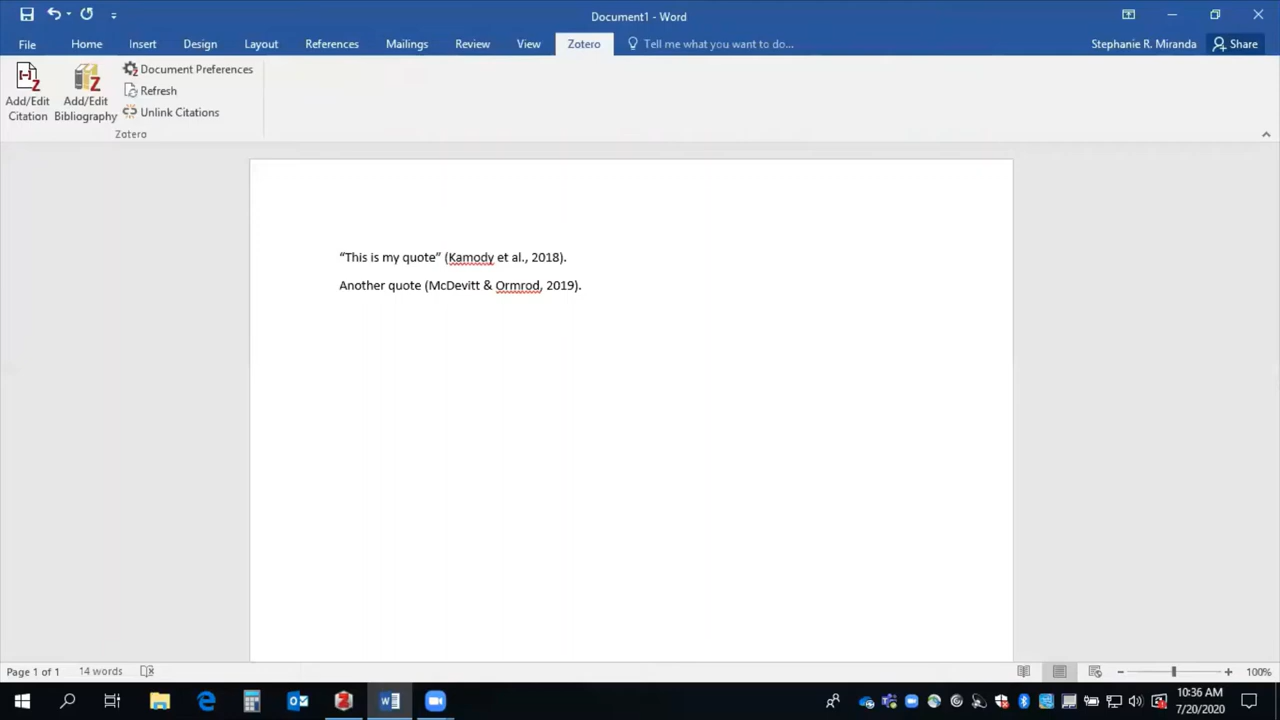 Document1 - Word
File Home Insert Design Layout References Mailings Review View Zotero Tell me what you want to do... Stephanie R. Miranda Share
Add/Edit Citation
Add/Edit Bibliography
Document Preferences
Refresh
Unlink Citations
Zotero
“This is my quote” (Kamody et al., 2018).
Another quote (McDevitt & Ormrod, 2019).
Page 1 of 1 14 words 100%
10:36 AM
7/20/2020